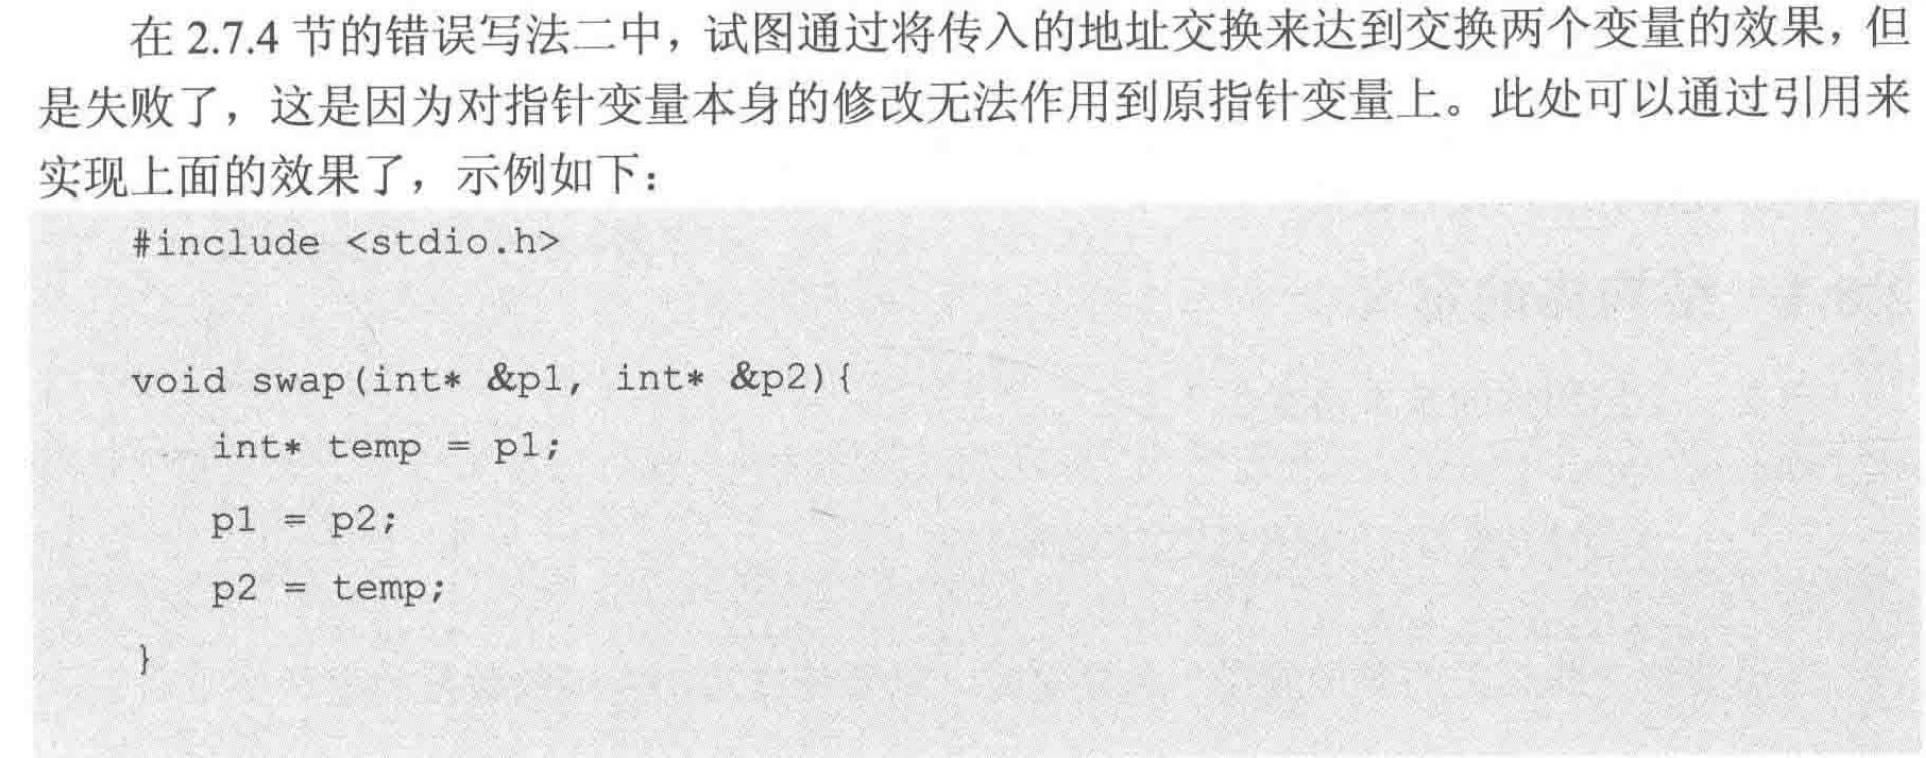 在 2.7.4 节的错误写法二中，试图通过将传入的地址交换来达到交换两个变量的效果，但
是失败了，这是因为对指针变量本身的修改无法作用到原指针变量上。此处可以通过引用来
实现上面的效果了，示例如下：
#include <stdio.h>
void swap(int* &p1, int* &p2){
int* temp = p1;
p1 = p2;
p2 = temp;
}